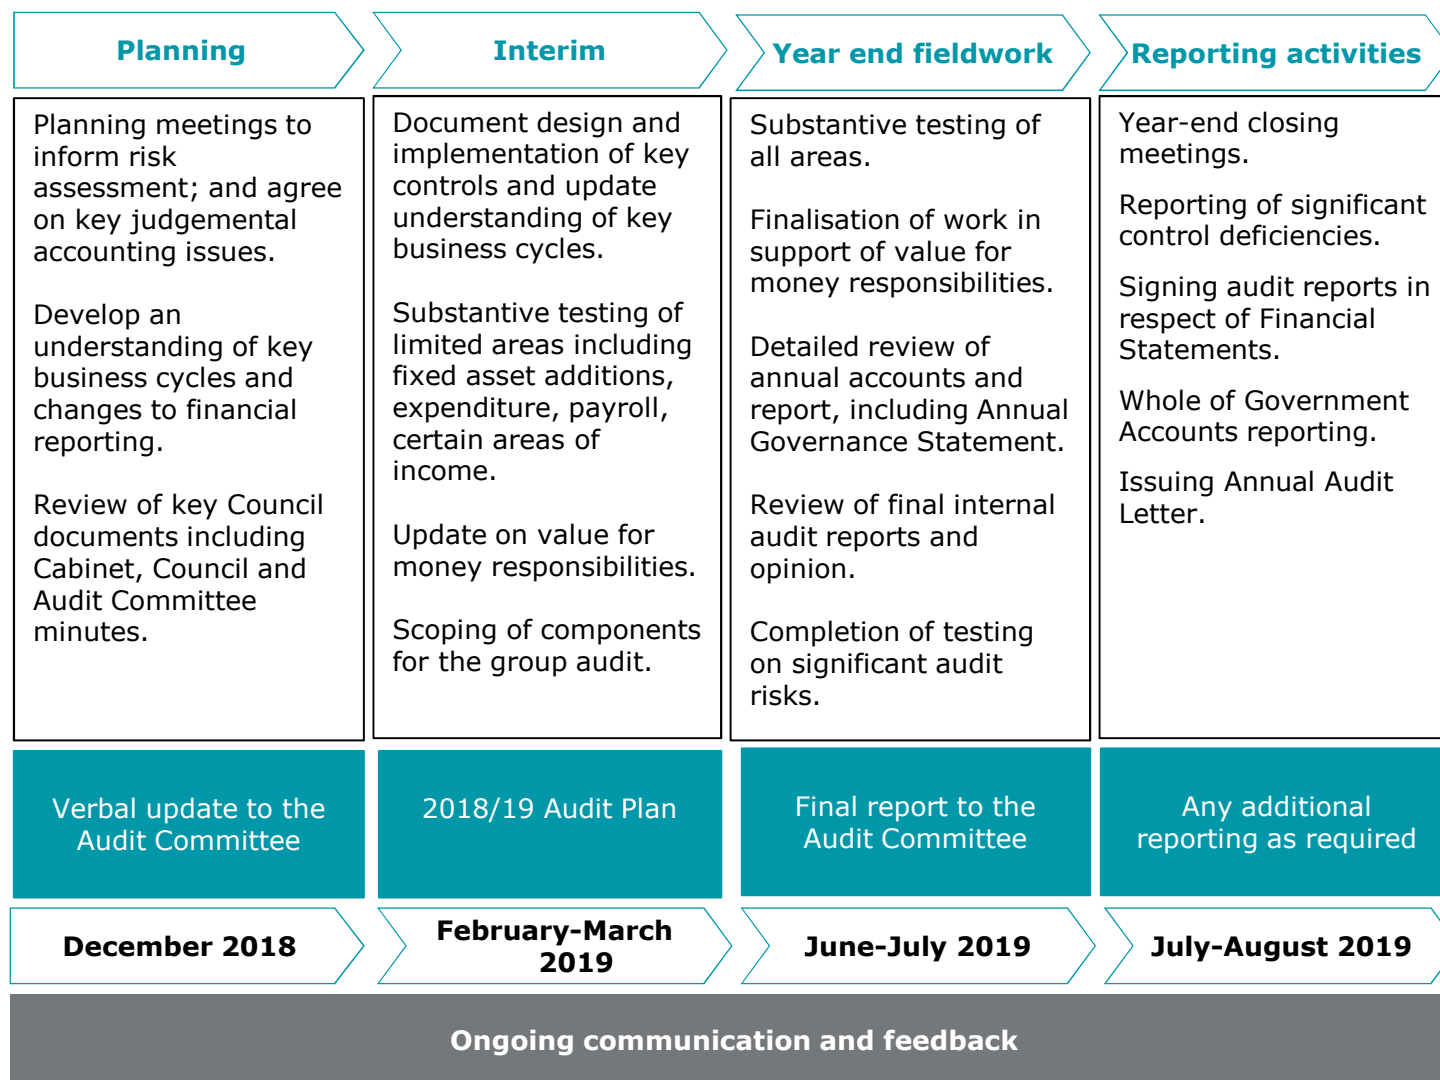 Planning
Interim
Year end fieldwork
Reporting activities
Planning meetings to
inform risk
assessment; and agree
on key judgemental
accounting issues.
Develop an
understanding of key
business cycles and
changes to financial
reporting.
Review of key Council
documents including
Cabinet, Council and
Audit Committee
minutes.
Document design and
implementation of key
controls and update
understanding of key
business cycles.
Substantive testing of
limited areas including
fixed asset additions,
expenditure, payroll,
certain areas of
income.
Update on value for
money responsibilities.
Scoping of components
for the group audit.
Substantive testing of
all areas.
Finalisation of work in
support of value for
money responsibilities.
Detailed review of
annual accounts and
report, including Annual
Governance Statement.
Review of final internal
audit reports and
opinion.
Completion of testing
on significant audit
risks.
Year-end closing
meetings.
Reporting of significant
control deficiencies.
Signing audit reports in
respect of Financial
Statements.
Whole of Government
Accounts reporting.
Issuing Annual Audit
Letter.
Verbal update to the
Audit Committee
2018/19 Audit Plan
Final report to the
Audit Committee
Any additional
reporting as required
December 2018
February-March
2019
June-July 2019
July-August 2019
Ongoing communication and feedback